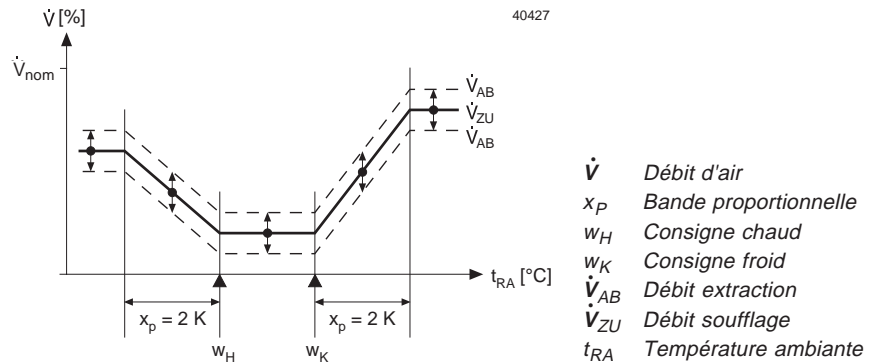 V̇ [%]
40427
V̇nom
V̇AB
V̇ZU
V̇AB
tRA [°C]
xp = 2 K
xp = 2 K
wH
wK
V̇ Débit d'air
xP Bande proportionnelle
wH Consigne chaud
wK Consigne froid
V̇AB Débit extraction
V̇ZU Débit soufflage
tRA Température ambiante